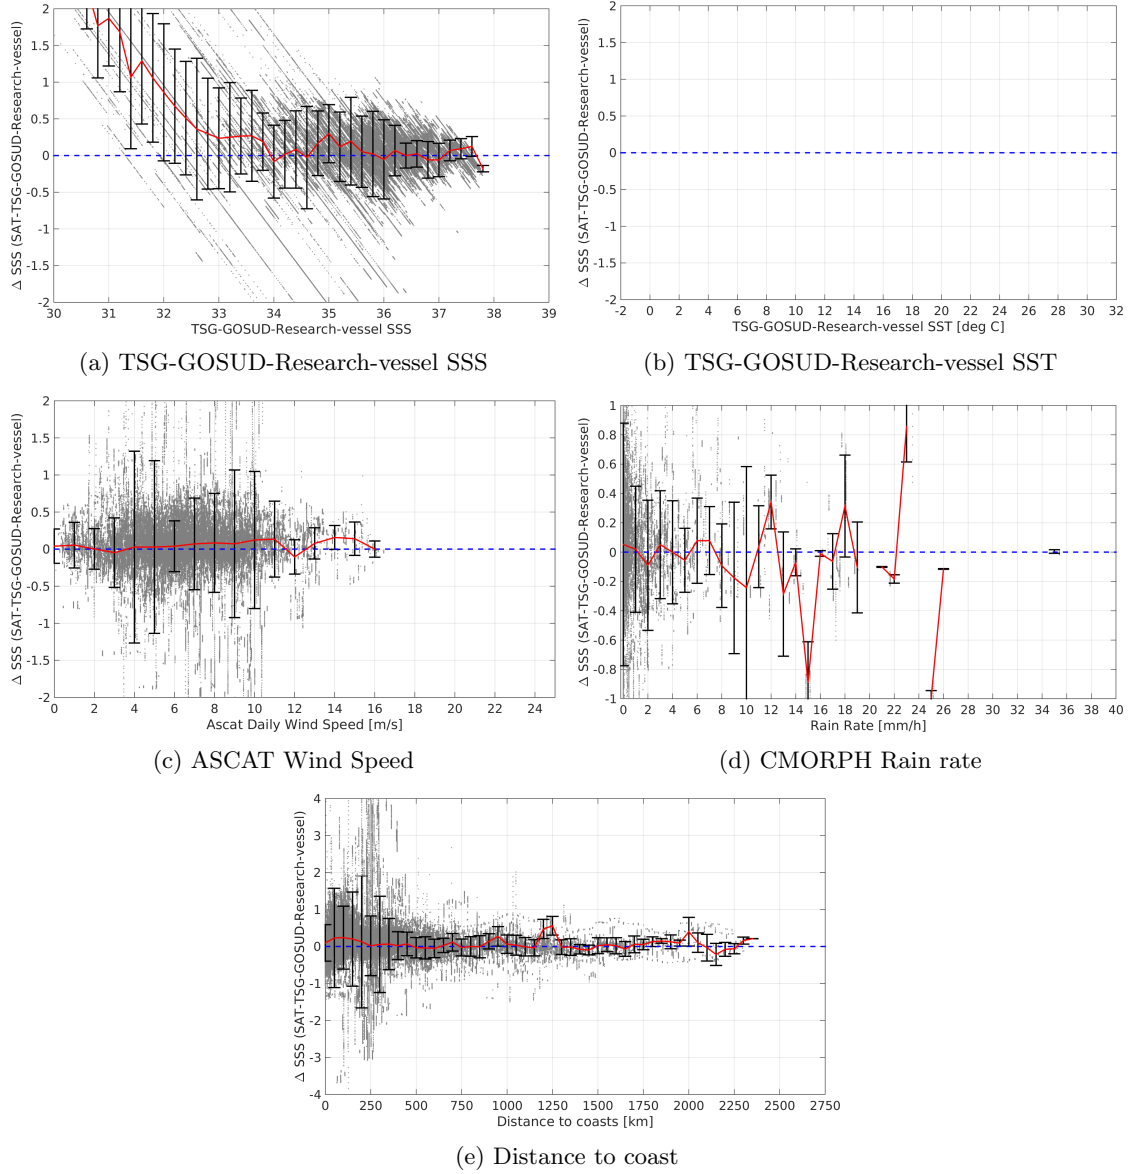 2
1.5
1
0.5
0
-0.5
-1
-1.5
-2
Δ SSS (SAT-TSG-GOSUD-Research-vessel)
30 31 32 33 34 35 36 37 38 39
TSG-GOSUD-Research-vessel SSS
(a) TSG-GOSUD-Research-vessel SSS
2
1.5
1
0.5
0
-0.5
-1
-1.5
-2
Δ SSS (SAT-TSG-GOSUD-Research-vessel)
-2 0 2 4 6 8 10 12 14 16 18 20 22 24 26 28 30 32
TSG-GOSUD-Research-vessel SST [deg C]
(b) TSG-GOSUD-Research-vessel SST
2
1.5
1
0.5
0
-0.5
-1
-1.5
-2
Δ SSS (SAT-TSG-GOSUD-Research-vessel)
0 2 4 6 8 10 12 14 16 18 20 22 24
Ascat Daily Wind Speed [m/s]
(c) ASCAT Wind Speed
1
0.8
0.6
0.4
0.2
0
-0.2
-0.4
-0.6
-0.8
-1
Δ SSS (SAT-TSG-GOSUD-Research-vessel)
0 2 4 6 8 10 12 14 16 18 20 22 24 26 28 30 32 34 36 38 40
Rain Rate [mm/h]
(d) CMORPH Rain rate
4
3
2
1
0
-1
-2
-3
-4
Δ SSS (SAT-TSG-GOSUD-Research-vessel)
0 250 500 750 1000 1250 1500 1750 2000 2250 2500 2750
Distance to coasts [km]
(e) Distance to coast